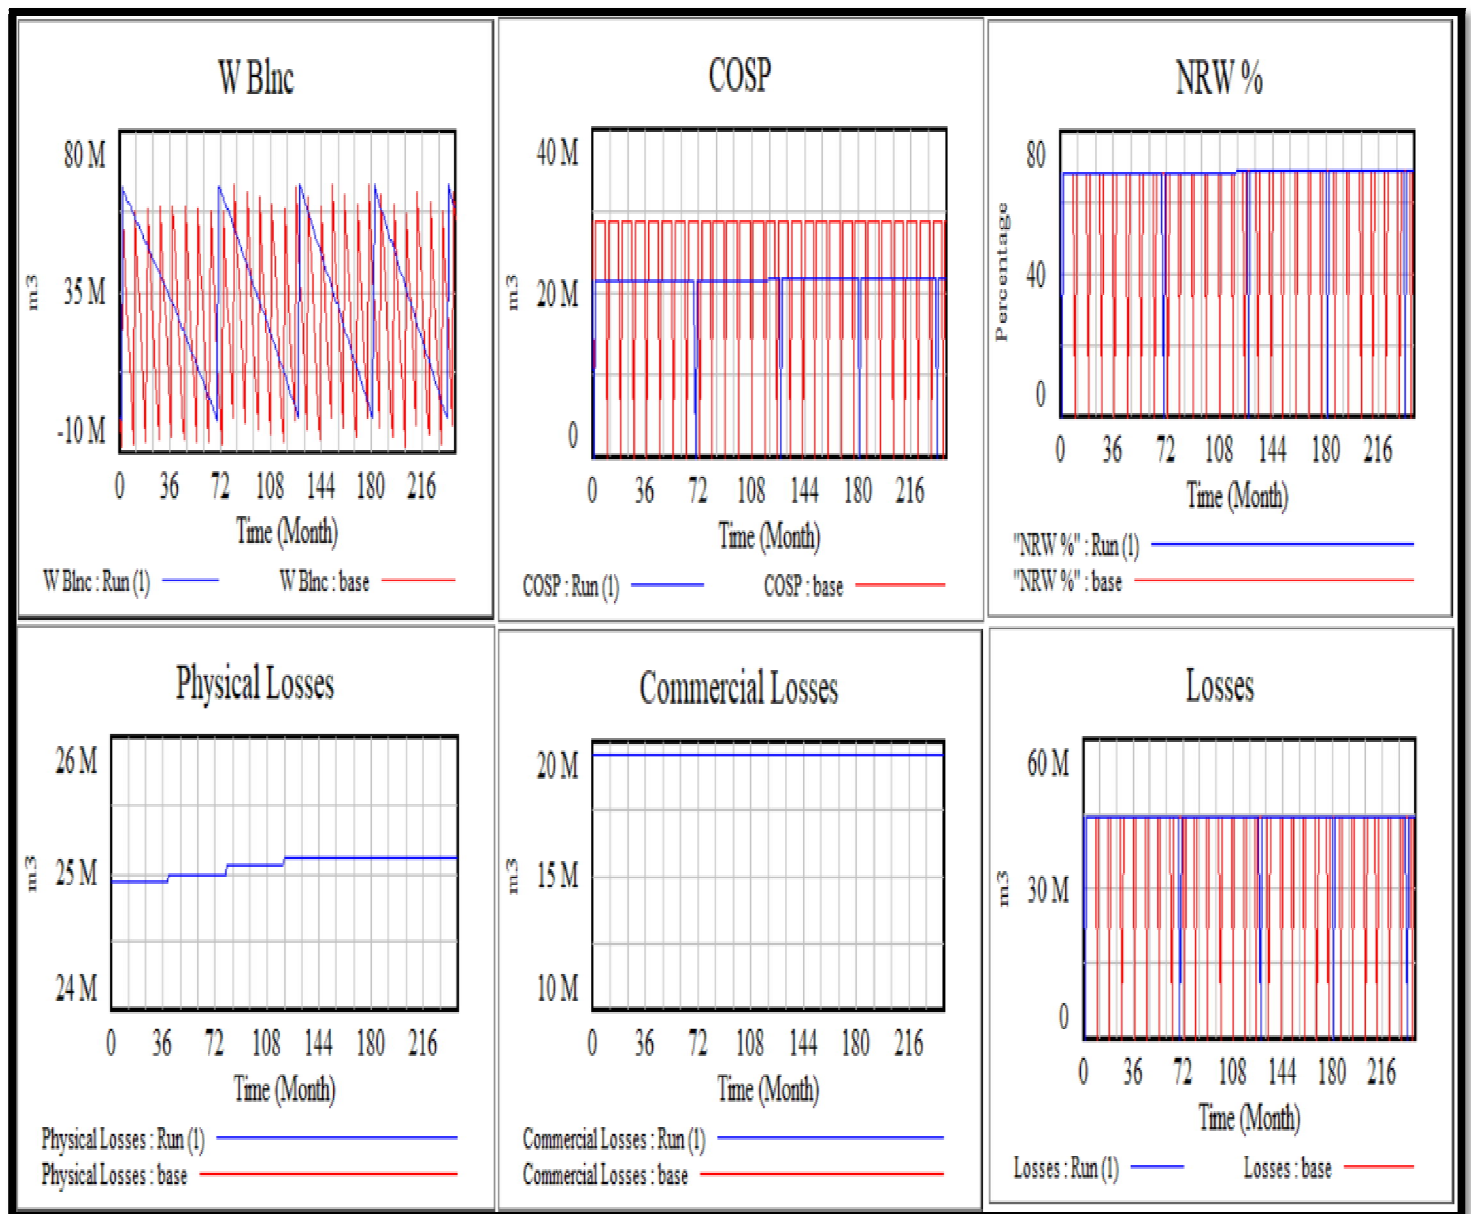 W Blnc
80 M
35 M
-10 M
m3
0 36 72 108 144 180 216
Time (Month)
W Blnc : Run (1) W Blnc : base
COSP
40 M
20 M
0
m3
0 36 72 108 144 180 216
Time (Month)
COSP : Run (1) COSP : base
NRW %
80
40
0
Percentage
0 36 72 108 144 180 216
Time (Month)
"NRW %" : Run (1)
"NRW %" : base
Physical Losses
26 M
25 M
24 M
m3
0 36 72 108 144 180 216
Time (Month)
Physical Losses : Run (1)
Physical Losses : base
Commercial Losses
20 M
15 M
10 M
m3
0 36 72 108 144 180 216
Time (Month)
Commercial Losses : Run (1)
Commercial Losses : base
Losses
60 M
30 M
0
m3
0 36 72 108 144 180 216
Time (Month)
Losses : Run (1) Losses : base